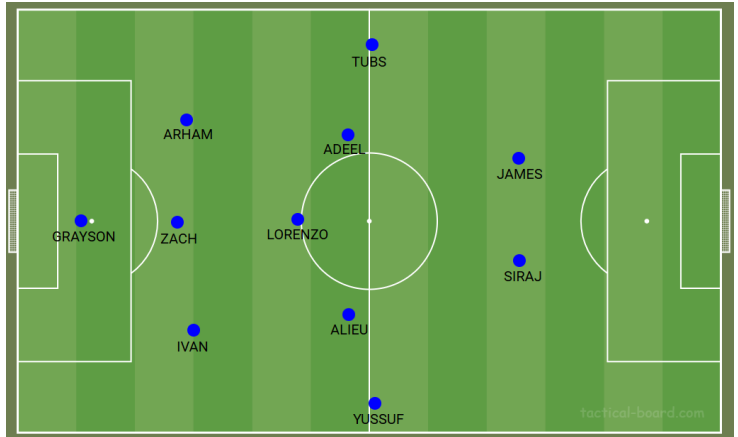 TUBS
ARHAM
ADEEL
JAMES
GRAYSON
ZACH
LORENZO
SIRAJ
ALIEU
IVAN
YUSSUF
tactical-board.com